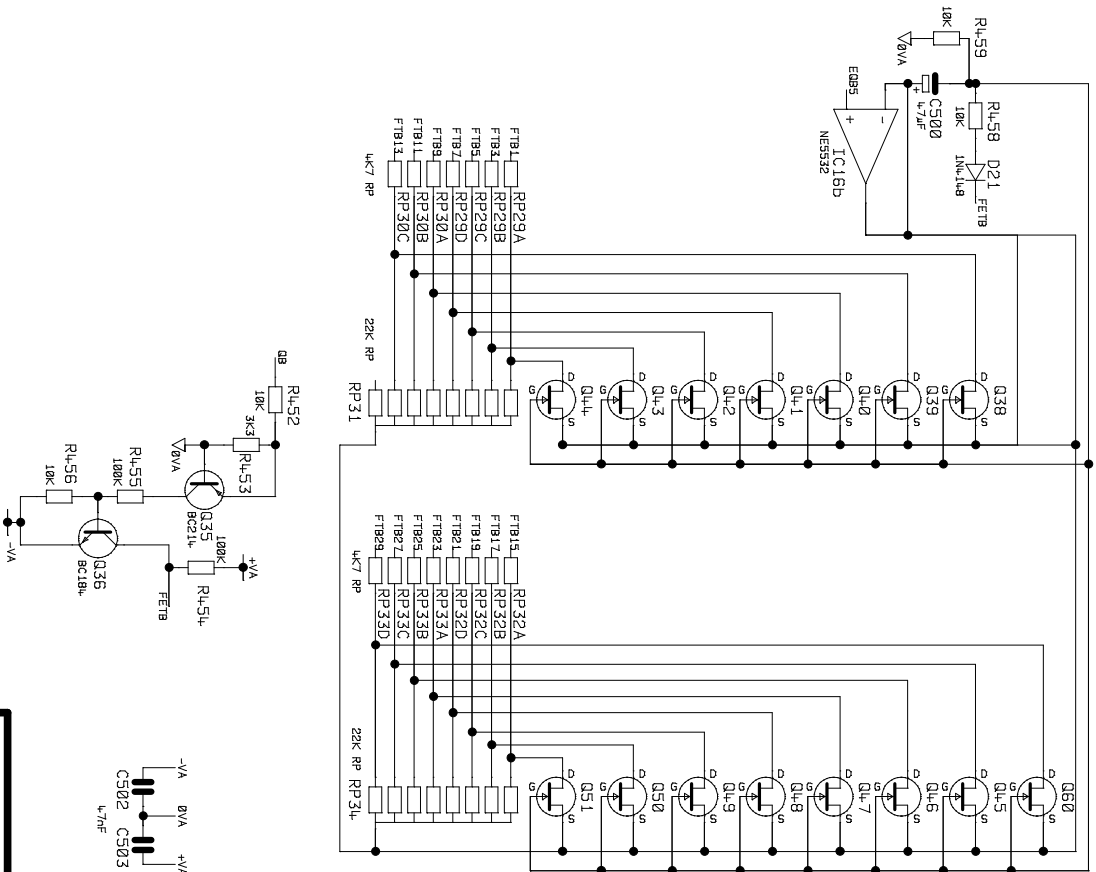 R459
10K
0VA
C500
47µF
+
R458
10K
D21
1N4148
FETB
EQB5
+
-
IC16b
NE5532
FTB1
FTB3
FTB5
FTB7
FTB9
FTB11
FTB13
4K7 RP
RP29A
RP29B
RP29C
RP29D
RP30A
RP30B
RP30C
22K RP
RP31
D
G
S
Q44
D
G
S
Q43
D
G
S
Q42
D
G
S
Q41
D
G
S
Q40
D
G
S
Q39
D
G
S
Q38
QB
R452
10K
3K3
R453
0VA
Q35
BC214
R455
100K
R456
10K
-VA
Q36
BC184
100K
R454
+VA
FETB
FTB15
FTB17
FTB19
FTB21
FTB23
FTB25
FTB27
FTB29
4K7 RP
RP32A
RP32B
RP32C
RP32D
RP33A
RP33B
RP33C
RP33D
22K RP
RP34
D
G
S
Q51
D
G
S
Q50
D
G
S
Q49
D
G
S
Q48
D
G
S
Q47
D
G
S
Q46
D
G
S
Q45
D
G
S
Q60
-VA
0VA
+VA
C502
C503
47nF